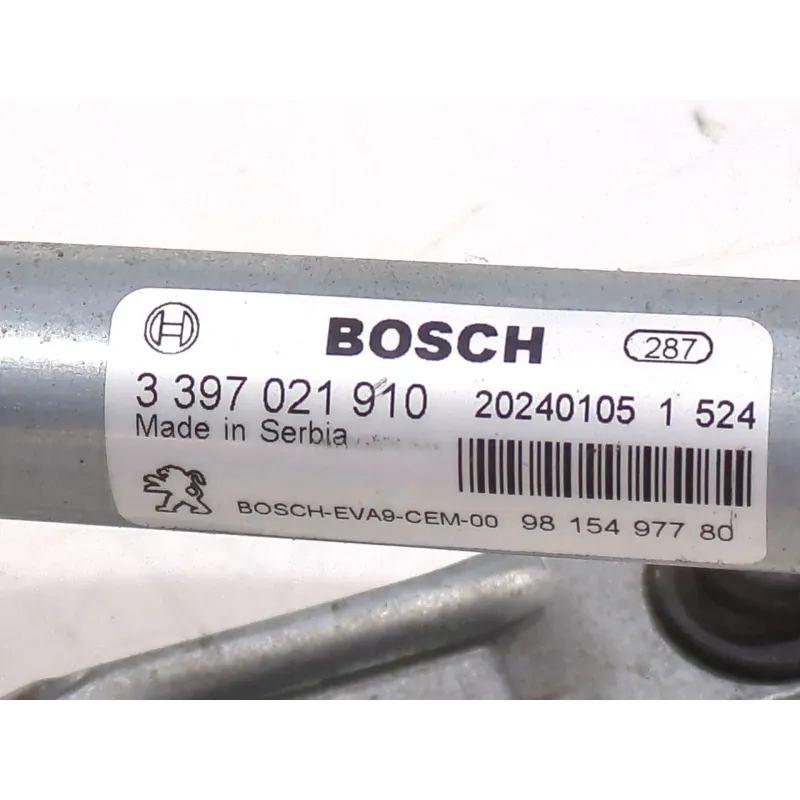 BOSCH 287
3 397 021 910 20240105 1 524
Made in Serbia
BOSCH-EVA9-CEM-00 98 154 977 80